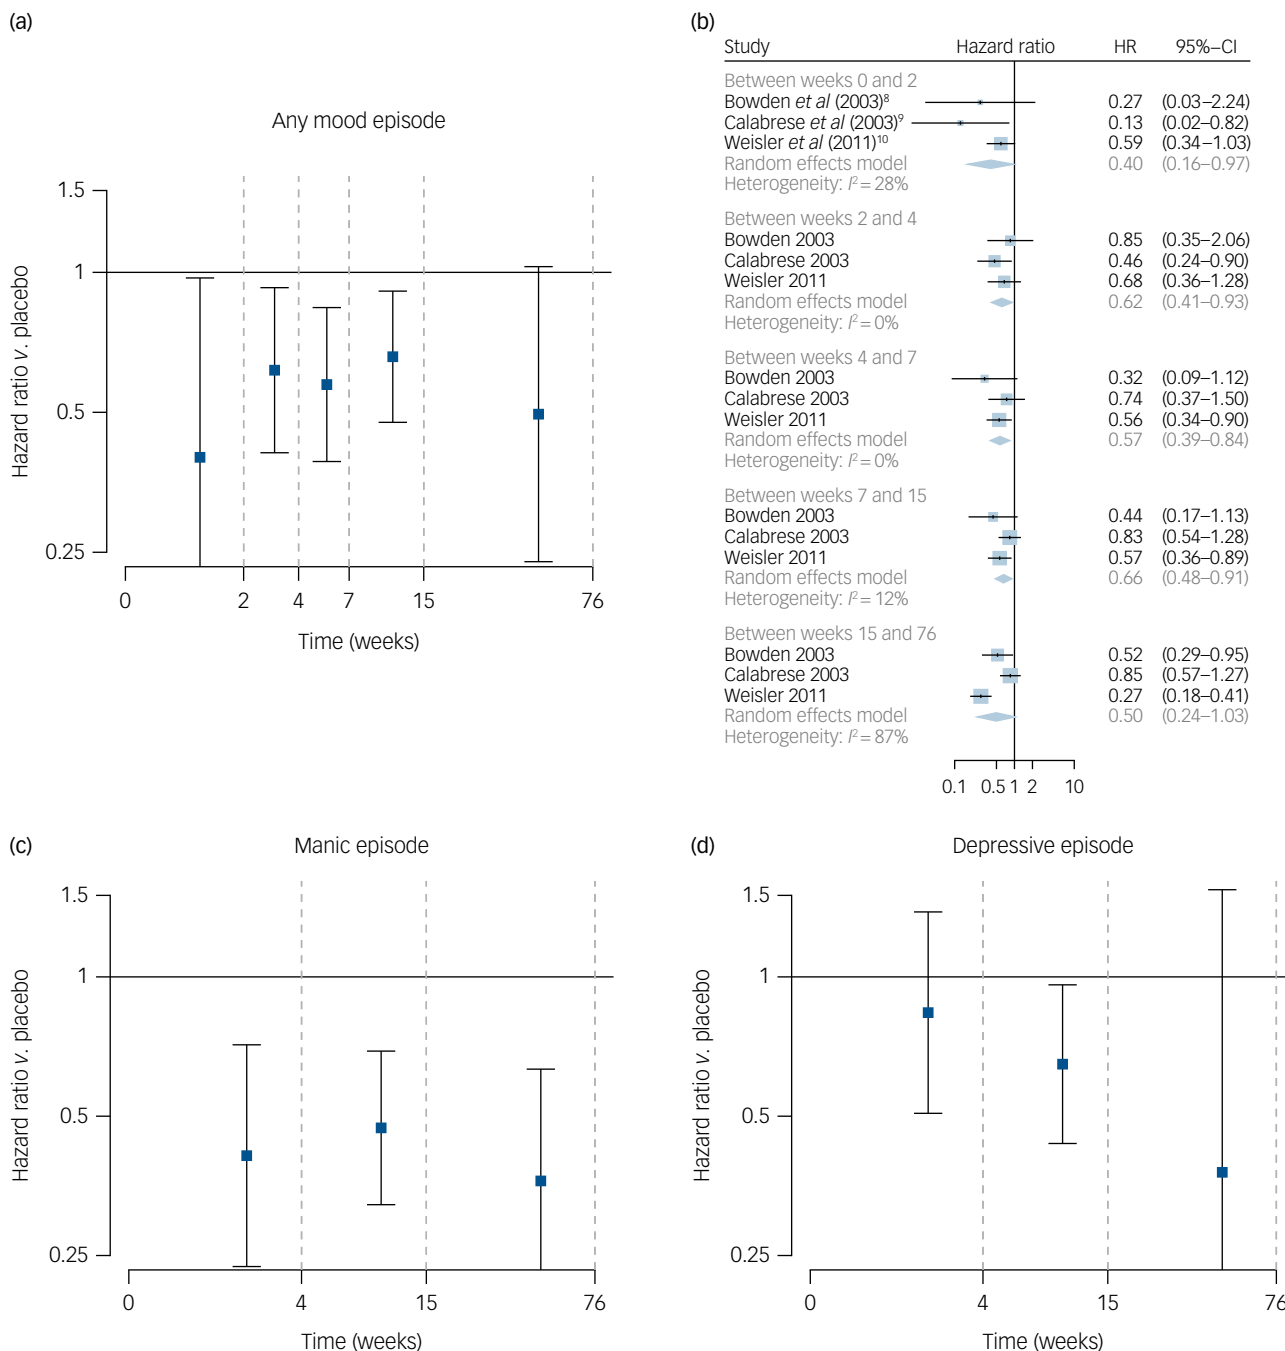 (a)
Any mood episode
Hazard ratio v. placebo
1.5
1
0.5
0.25
0 2 4 7 15 76
Time (weeks)
(b)
Study Hazard ratio HR 95%–CI
Between weeks 0 and 2
Bowden et al (2003)⁸ 0.27 (0.03–2.24)
Calabrese et al (2003)⁹ 0.13 (0.02–0.82)
Weisler et al (2011)¹⁰ 0.59 (0.34–1.03)
Random effects model 0.40 (0.16–0.97)
Heterogeneity: I² = 28%
Between weeks 2 and 4
Bowden 2003 0.85 (0.35–2.06)
Calabrese 2003 0.46 (0.24–0.90)
Weisler 2011 0.68 (0.36–1.28)
Random effects model 0.62 (0.41–0.93)
Heterogeneity: I² = 0%
Between weeks 4 and 7
Bowden 2003 0.32 (0.09–1.12)
Calabrese 2003 0.74 (0.37–1.50)
Weisler 2011 0.56 (0.34–0.90)
Random effects model 0.57 (0.39–0.84)
Heterogeneity: I² = 0%
Between weeks 7 and 15
Bowden 2003 0.44 (0.17–1.13)
Calabrese 2003 0.83 (0.54–1.28)
Weisler 2011 0.57 (0.36–0.89)
Random effects model 0.66 (0.48–0.91)
Heterogeneity: I² = 12%
Between weeks 15 and 76
Bowden 2003 0.52 (0.29–0.95)
Calabrese 2003 0.85 (0.57–1.27)
Weisler 2011 0.27 (0.18–0.41)
Random effects model 0.50 (0.24–1.03)
Heterogeneity: I² = 87%
0.1 0.5 1 2 10
(c)
Manic episode
Hazard ratio v. placebo
1.5
1
0.5
0.25
0 4 15 76
Time (weeks)
(d)
Depressive episode
Hazard ratio v. placebo
1.5
1
0.5
0.25
0 4 15 76
Time (weeks)